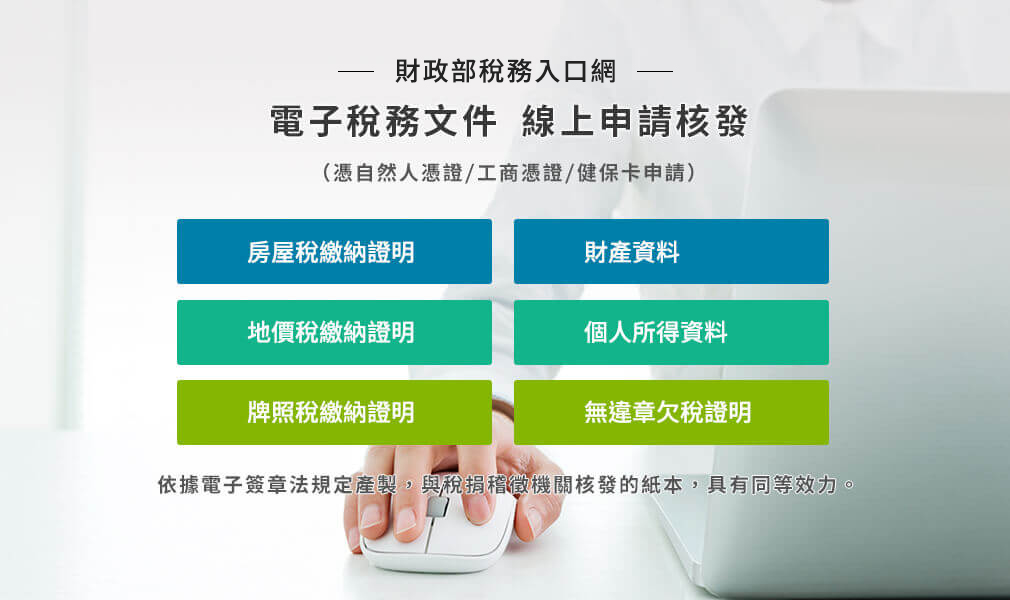 財政部稅務入口網
電子稅務文件 線上申請核發
（憑自然人憑證/工商憑證/健保卡申請）
房屋稅繳納證明
財產資料
地價稅繳納證明
個人所得資料
牌照稅繳納證明
無違章欠稅證明
依據電子簽章法規定產製，與稅捐稽徵機關核發的紙本，具有同等效力。